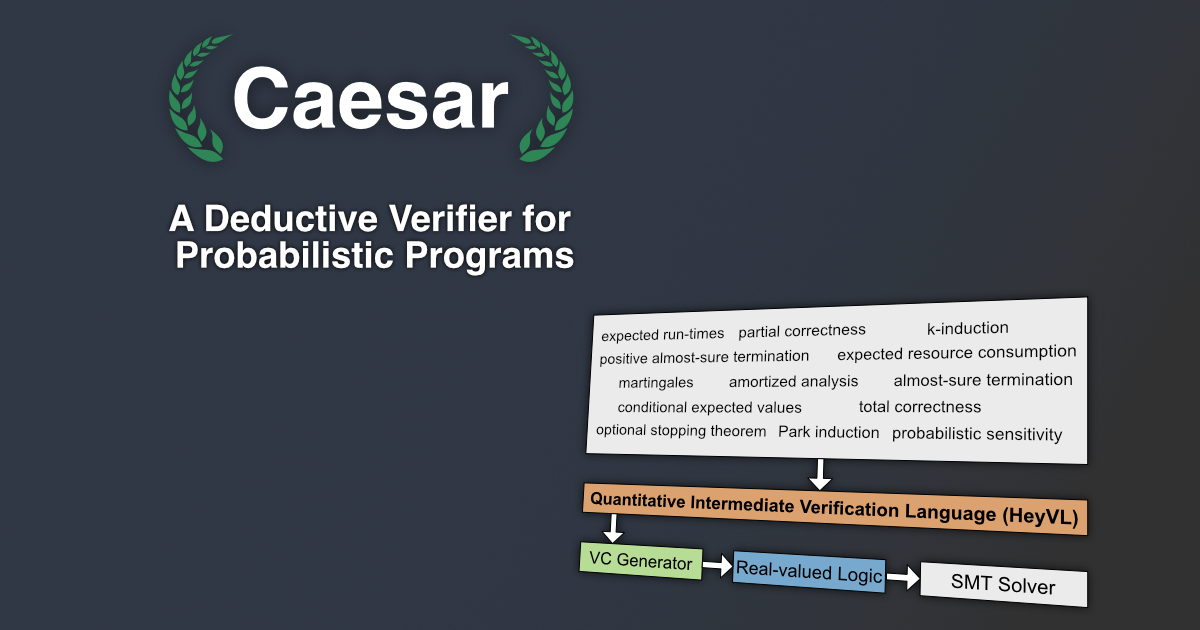 Caesar
A Deductive Verifier for
Probabilistic Programs
expected run-times partial correctness k-induction
positive almost-sure termination expected resource consumption
martingales amortized analysis almost-sure termination
conditional expected values total correctness
optional stopping theorem Park induction probabilistic sensitivity
Quantitative Intermediate Verification Language (HeyVL)
VC Generator Real-valued Logic SMT Solver